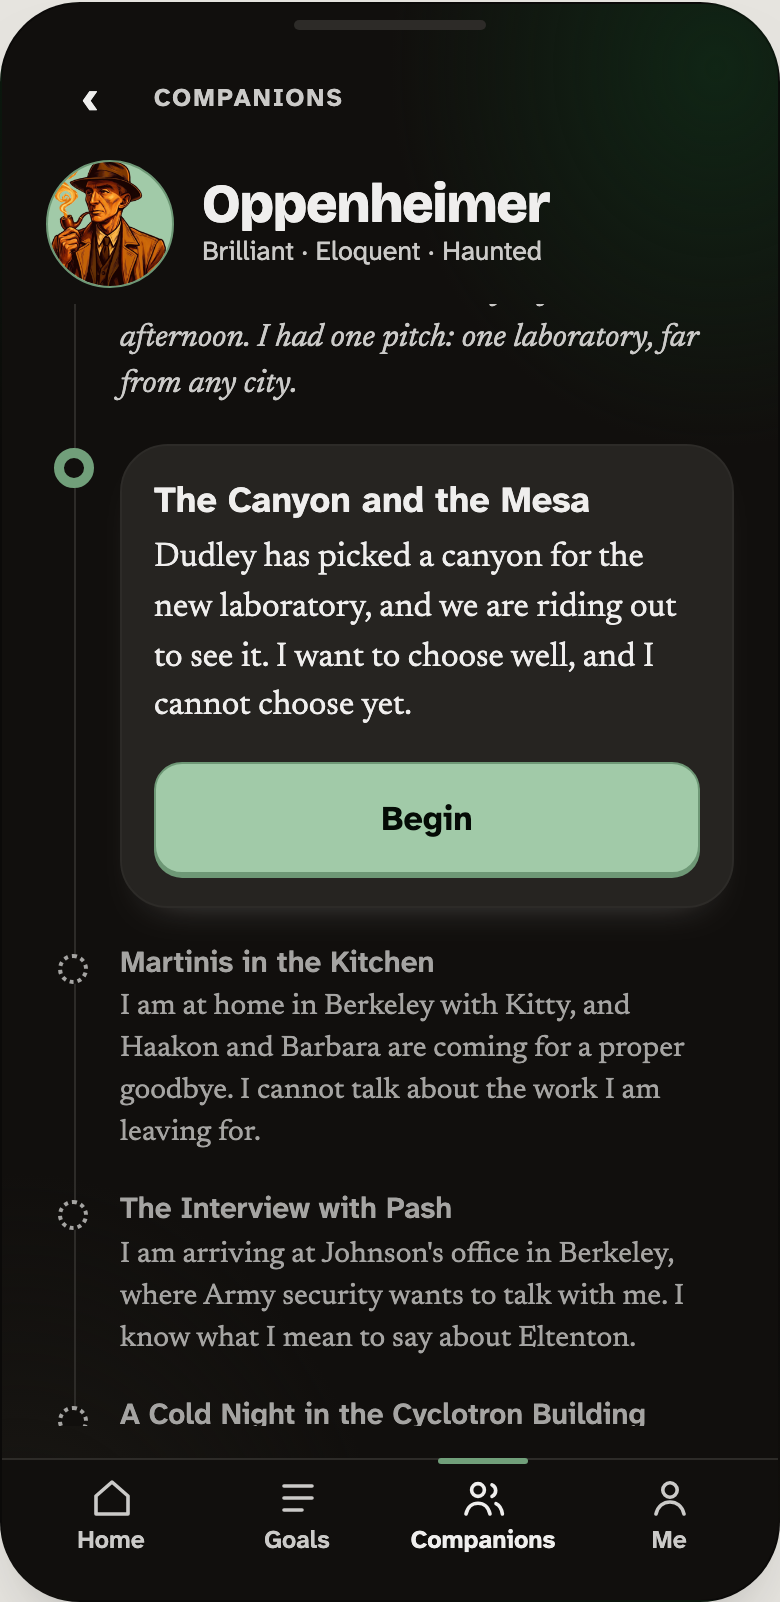 COMPANIONS
Oppenheimer
Brilliant · Eloquent · Haunted
afternoon. I had one pitch: one laboratory, far
from any city.
The Canyon and the Mesa
Dudley has picked a canyon for the
new laboratory, and we are riding out
to see it. I want to choose well, and I
cannot choose yet.
Begin
Martinis in the Kitchen
I am at home in Berkeley with Kitty, and
Haakon and Barbara are coming for a proper
goodbye. I cannot talk about the work I am
leaving for.
The Interview with Pash
I am arriving at Johnson's office in Berkeley,
where Army security wants to talk with me. I
know what I mean to say about Eltenton.
A Cold Night in the Cyclotron Building
Home
Goals
Companions
Me